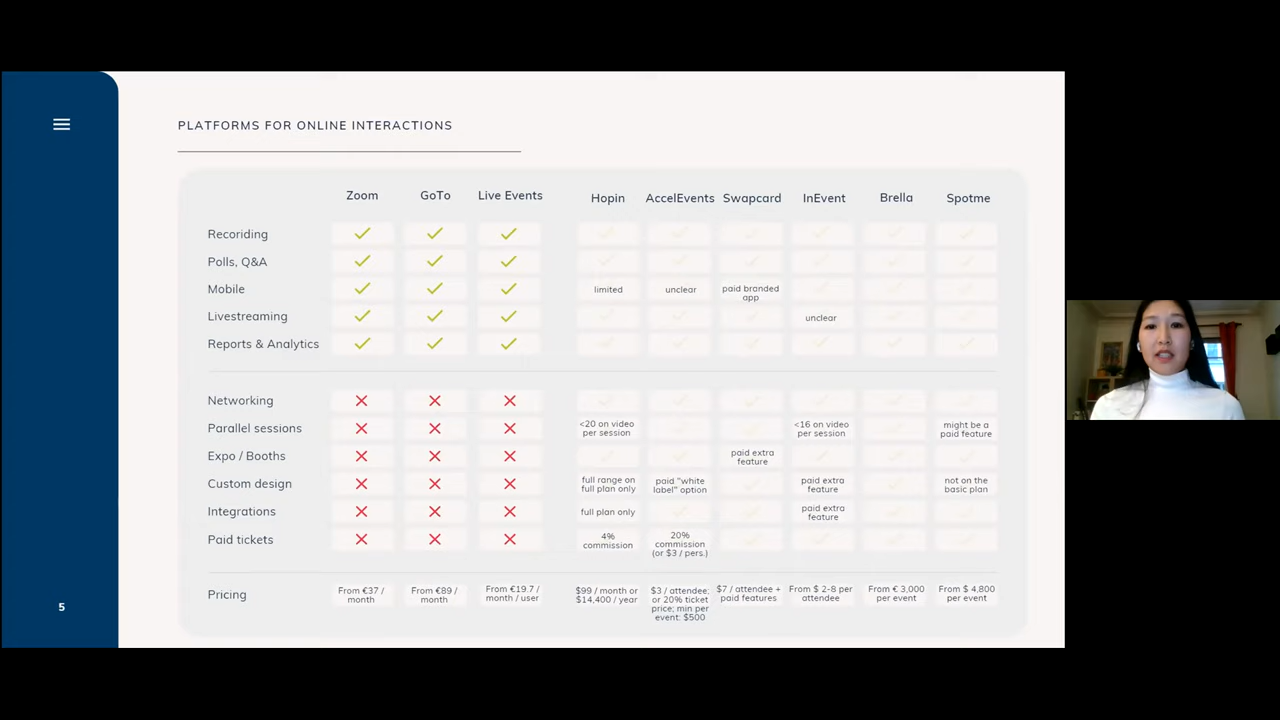 PLATFORMS FOR ONLINE INTERACTIONS
Zoom GoTo Live Events Hopin AccelEvents Swapcard InEvent Brella Spotme
Recoriding
Polls, Q&A
Mobile limited unclear paid branded
app
Livestreaming unclear
Reports & Analytics
Networking
Parallel sessions <20 on video <16 on video might be a
per session per session paid feature
Expo / Booths paid extra
feature
Custom design full range on paid "white paid extra not on the
full plan only label" option feature basic plan
Integrations full plan only paid extra
feature
Paid tickets 4% 20%
commission commission
(or $3 / pers.)
Pricing From €37 / From €89 / From €19.7 / $99 / month or $3 / attendee; $7 / attendee + From $ 2-8 per From € 3,000 From $ 4,800
month month month / user $14,400 / year or 20% ticket paid features attendee per event per event
price; min per
event: $500
5